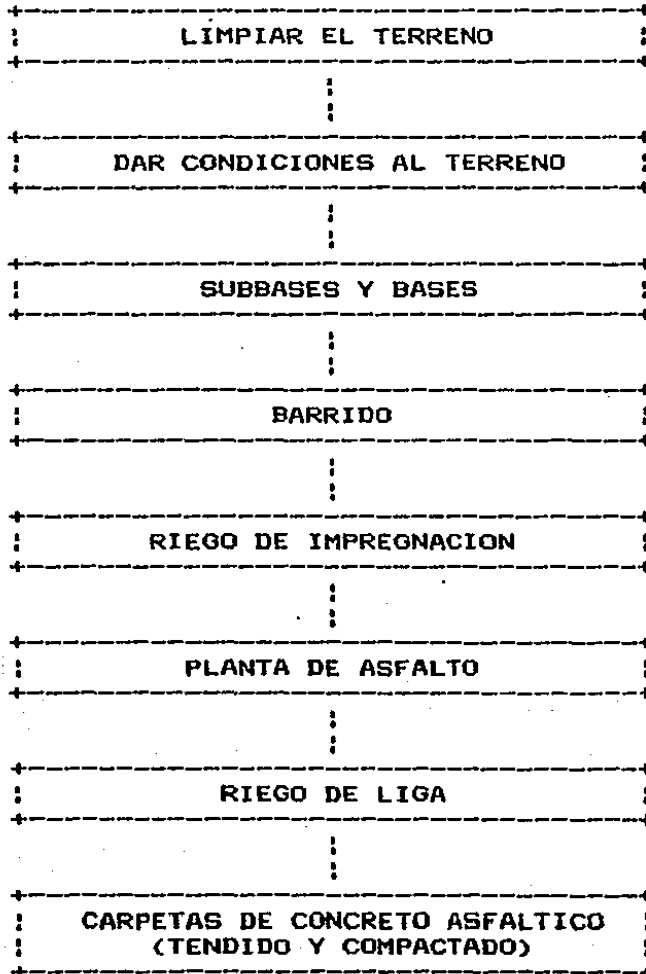 LIMPIAR EL TERRENO
DAR CONDICIONES AL TERRENO
SUBBASES Y BASES
BARRIDO
RIEGO DE IMPREGNACION
PLANTA DE ASFALTO
RIEGO DE LIGA
CARPETAS DE CONCRETO ASFALTICO
(TENDIDO Y COMPACTADO)